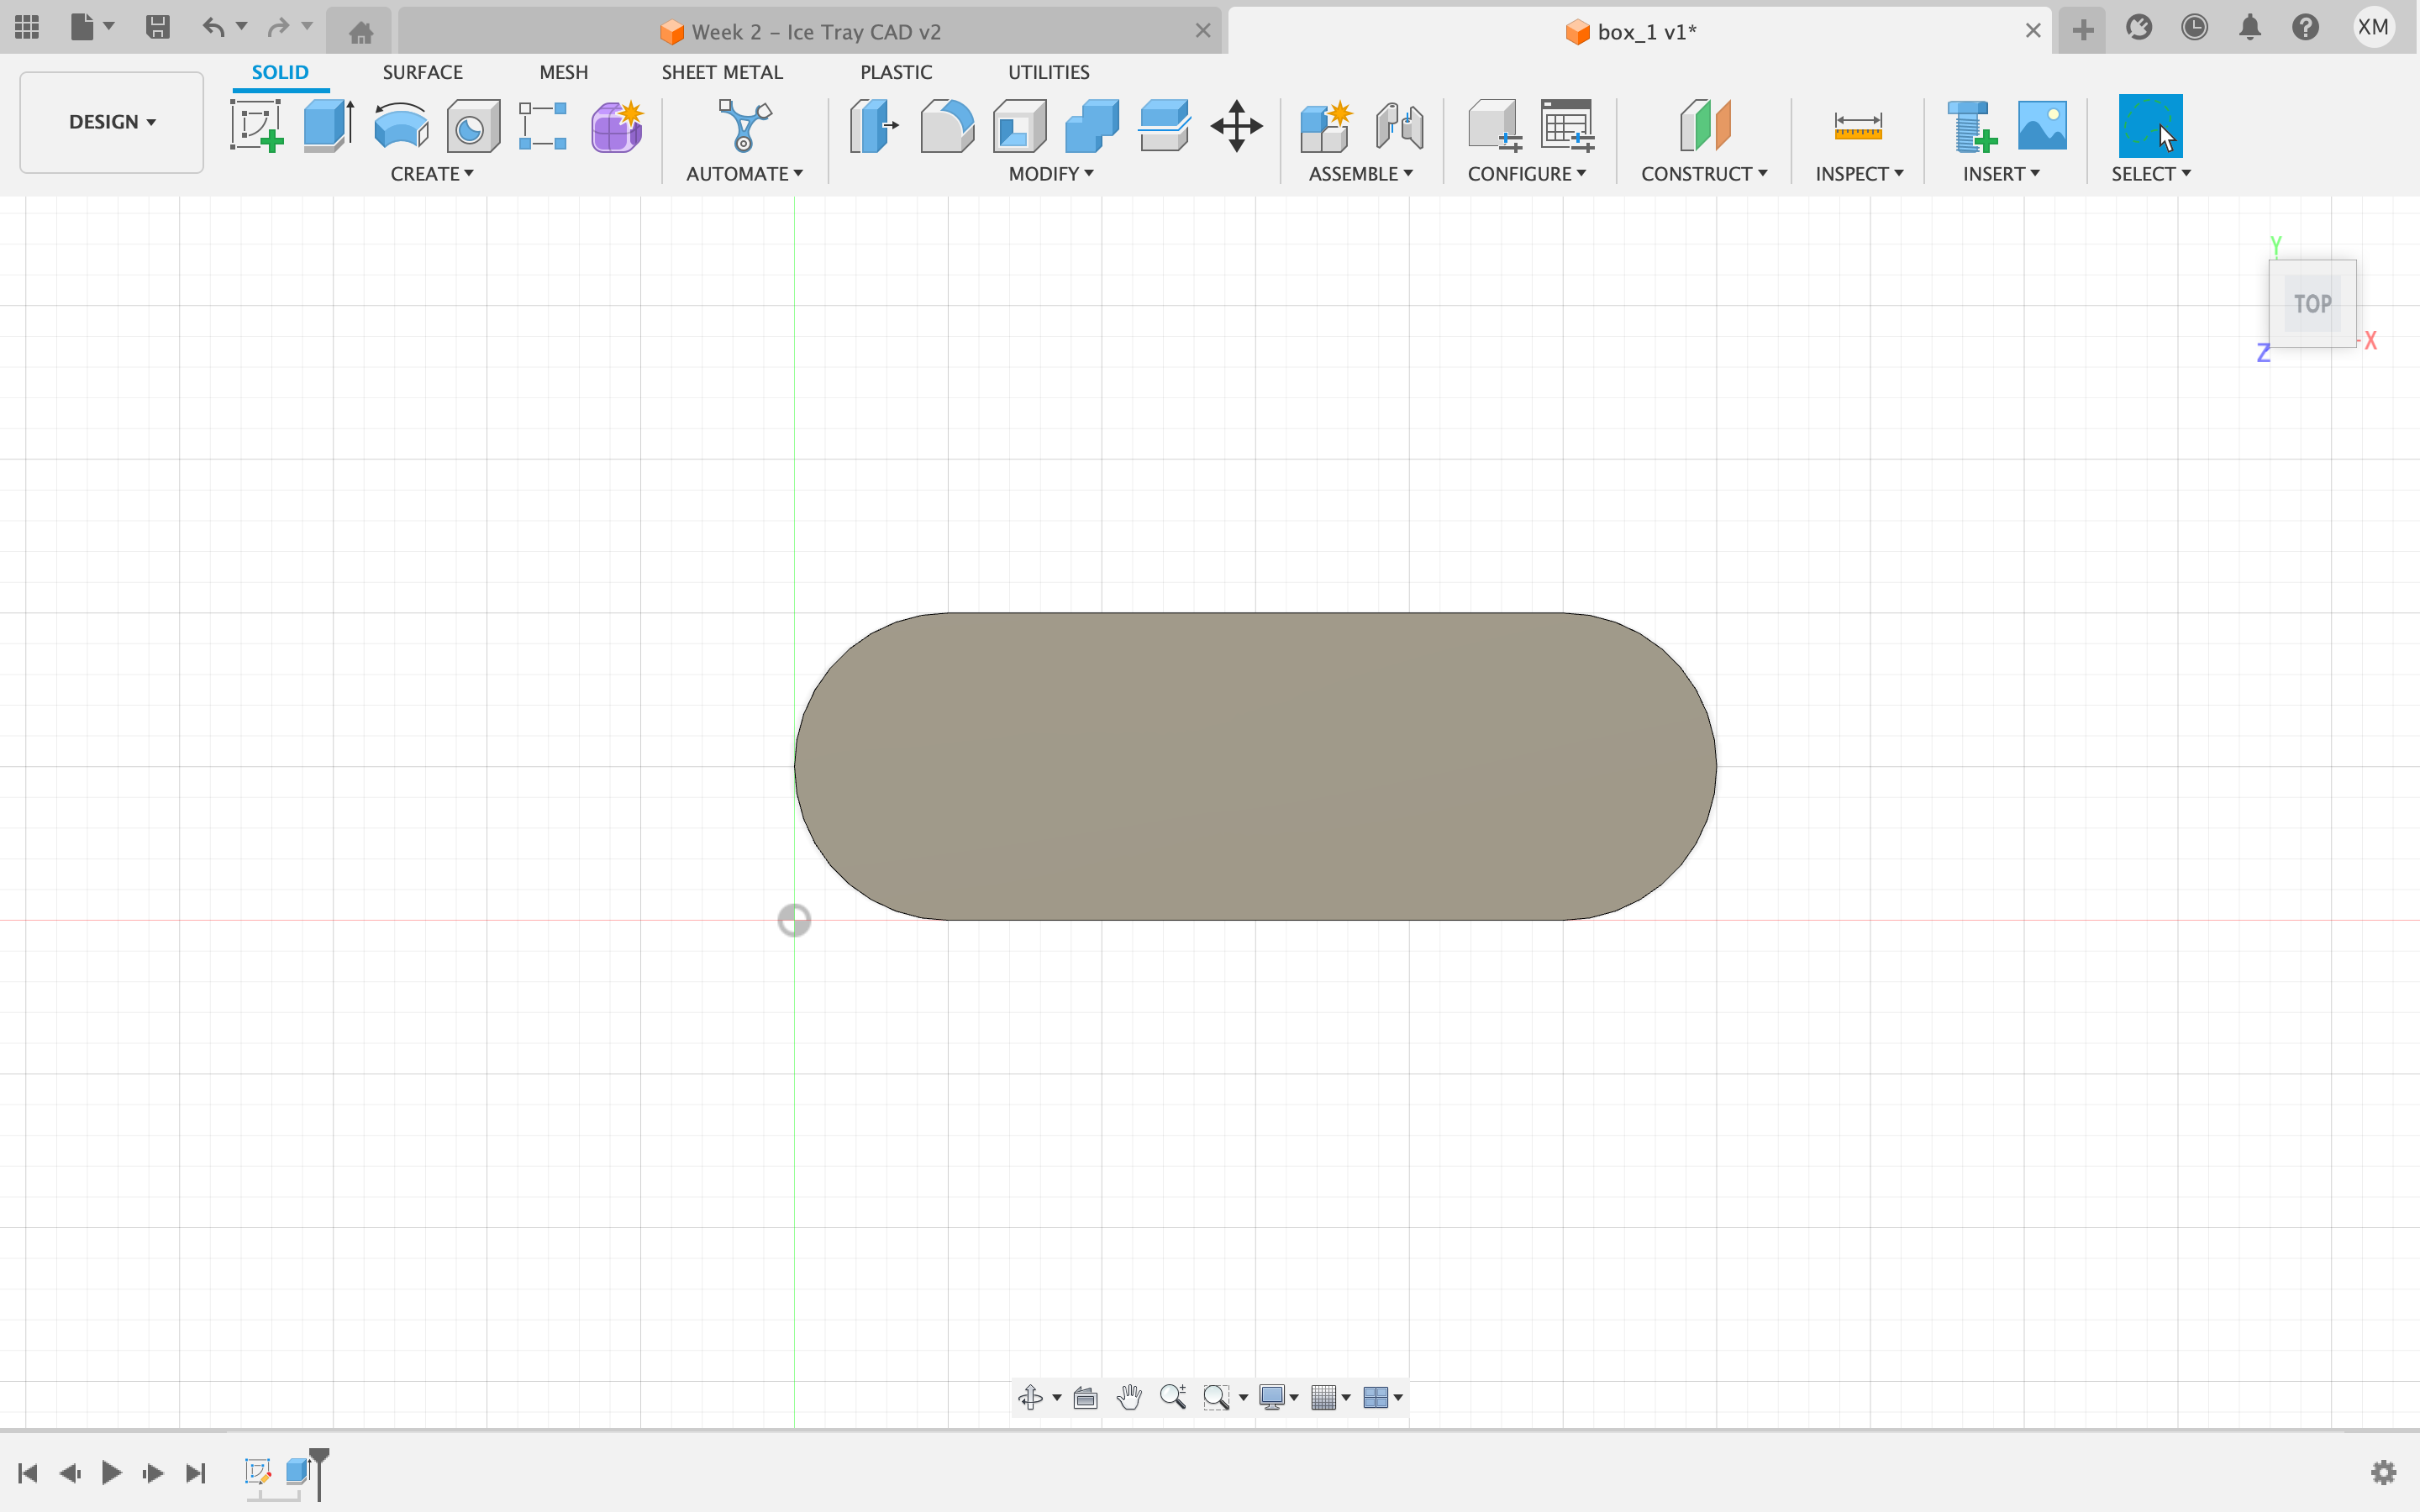 Week 2 – Ice Tray CAD v2
box_1 v1*
XM
DESIGN
SOLID
SURFACE
MESH
SHEET METAL
PLASTIC
UTILITIES
CREATE
AUTOMATE
MODIFY
ASSEMBLE
CONFIGURE
CONSTRUCT
INSPECT
INSERT
SELECT
Y
TOP
X
Z